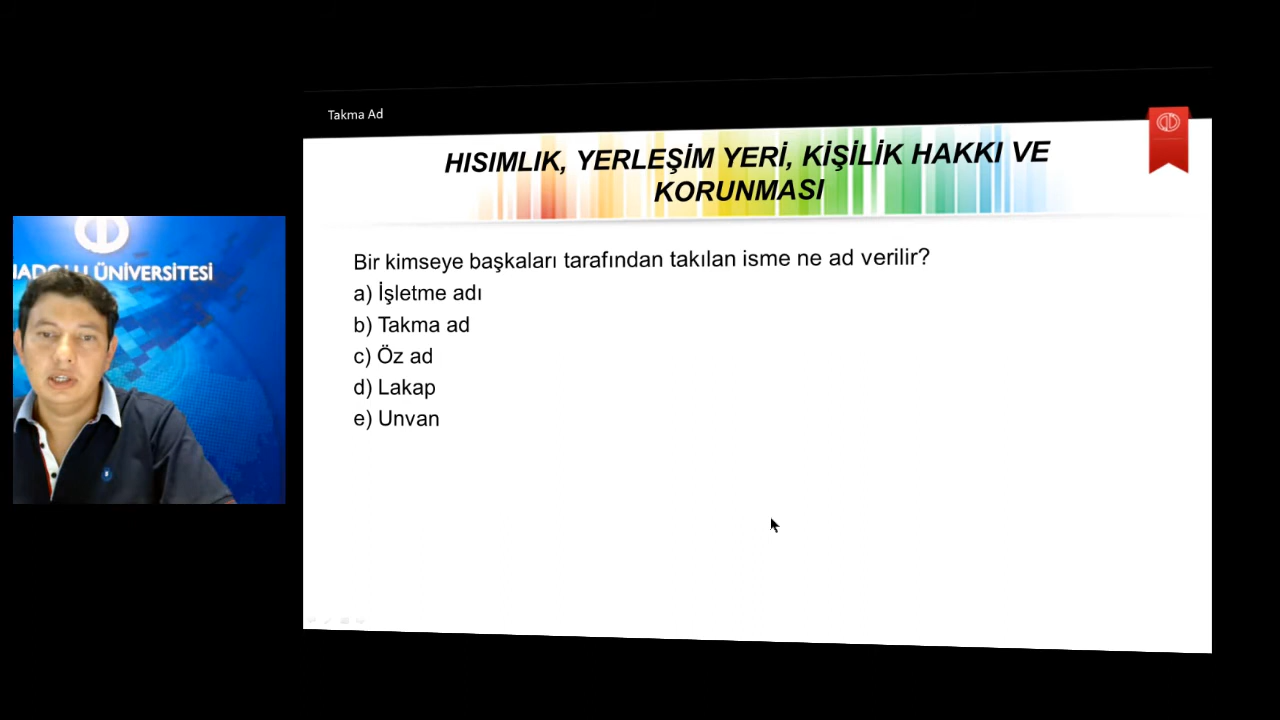 Takma Ad
HISIMLIK, YERLEŞİM YERİ, KİŞİLİK HAKKI VE
KORUNMASI
NADOLU ÜNİVERSİTESİ
Bir kimseye başkaları tarafından takılan isme ne ad verilir?
a) İşletme adı
b) Takma ad
c) Öz ad
d) Lakap
e) Unvan